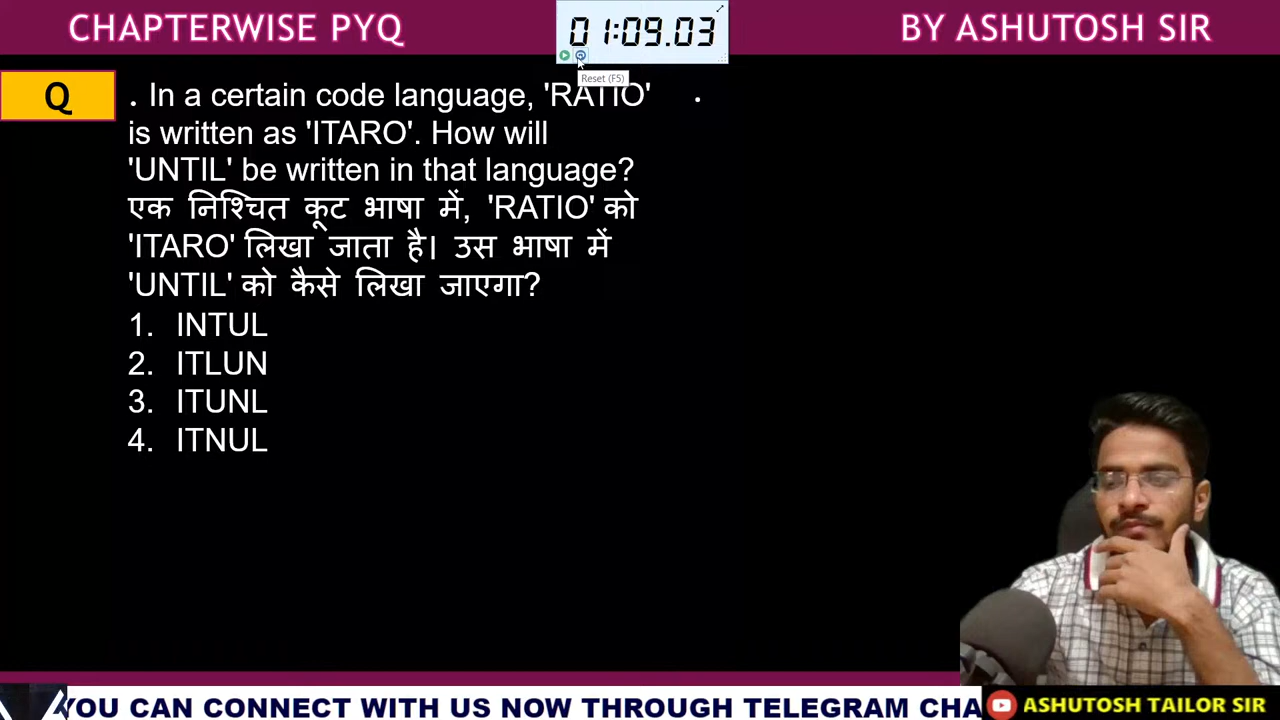 CHAPTERWISE PYQ
01:09.03
BY ASHUTOSH SIR
Reset (F5)
Q
. In a certain code language, 'RATIO'
is written as 'ITARO'. How will
'UNTIL' be written in that language?
एक निश्चित कूट भाषा में, 'RATIO' को
'ITARO' लिखा जाता है। उस भाषा में
'UNTIL' को कैसे लिखा जाएगा?
1. INTUL
2. ITLUN
3. ITUNL
4. ITNUL
YOU CAN CONNECT WITH US NOW THROUGH TELEGRAM CHA
ASHUTOSH TAILOR SIR